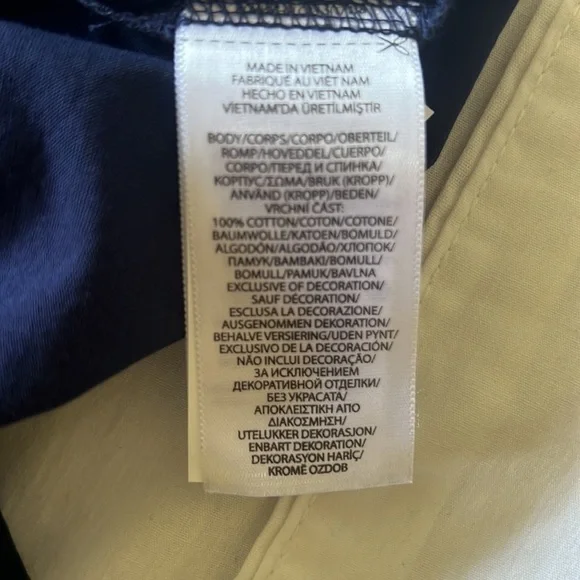 MADE IN VIETNAM
FABRIQUÉ AU VIÊT NAM
HECHO EN VIETNAM
VİETNAM'DA ÜRETİLMİŞTİR
BODY/CORPS/CORPO/OBERTEIL/
ROMP/HOVEDDEL/CUERPO/
CORPO/ПЕРЕД И СПИНКА/
КОРПУС/ΣΩΜΑ/BRUK (KROPP)/
ANVÄND (KROPP)/BEDEN/
VRCHNÍ ČÁST:
100% COTTON/COTON/COTONE/
BAUMWOLLE/KATOEN/BOMULD/
ALGODÓN/ALGODÃO/ХЛОПОК/
ПАМУК/BAMBAKI/BOMULL/
BOMULL/PAMUK/BAVLNA
EXCLUSIVE OF DECORATION/
SAUF DÉCORATION/
ESCLUSA LA DECORAZIONE/
AUSGENOMMEN DEKORATION/
BEHALVE VERSIERING/UDEN PYNT/
EXCLUSIVO DE LA DECORACIÓN/
NÃO INCLUI DECORAÇÃO/
ЗА ИСКЛЮЧЕНИЕМ
ДЕКОРАТИВНОЙ ОТДЕЛКИ/
БЕЗ УКРАСАТА/
ΑΠΟΚΛΕΙΣΤΙΚΗ ΑΠΟ
ΔΙΑΚΟΣΜΗΣΗ/
UTELUKKER DEKORASJON/
ENBART DEKORATION/
DEKORASYON HARİÇ/
KROMĚ OZDOB